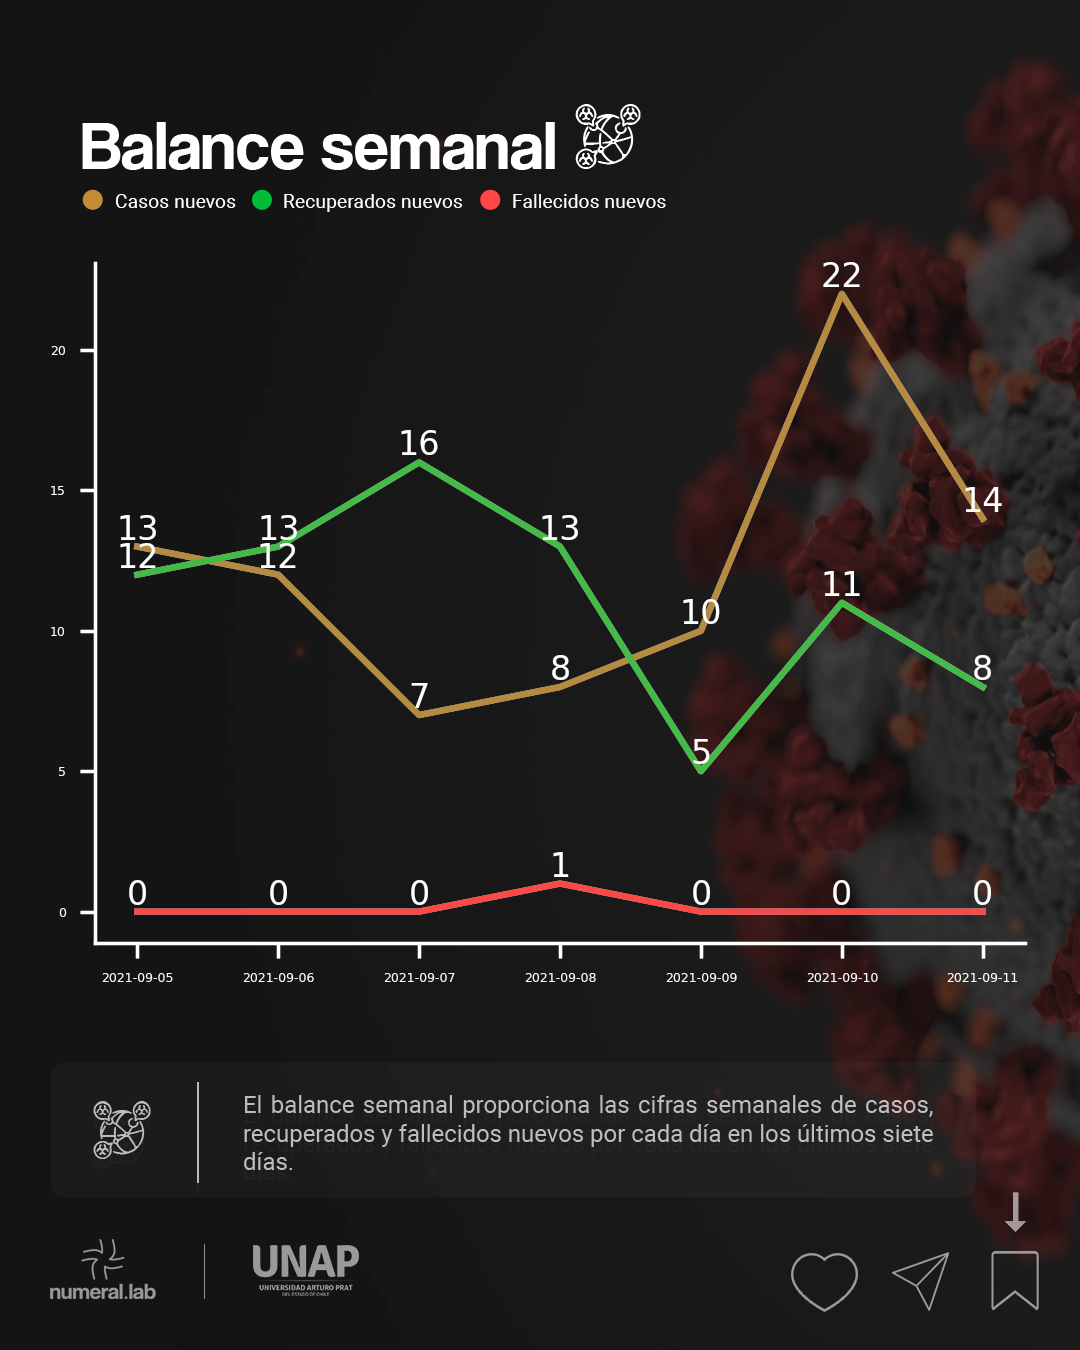 Balance semanal
Casos nuevos Recuperados nuevos Fallecidos nuevos
22
20
16
15
14
13 13 13
12 12
11
10
10
8 8
7
5
5
1
0 0 0 0 0 0
0
2021-09-05 2021-09-06 2021-09-07 2021-09-08 2021-09-09 2021-09-10 2021-09-11
El balance semanal proporciona las cifras semanales de casos,
recuperados y fallecidos nuevos por cada día en los últimos siete
días.
numeral.lab
UNAP
UNIVERSIDAD ARTURO PRAT
DEL ESTADO DE CHILE